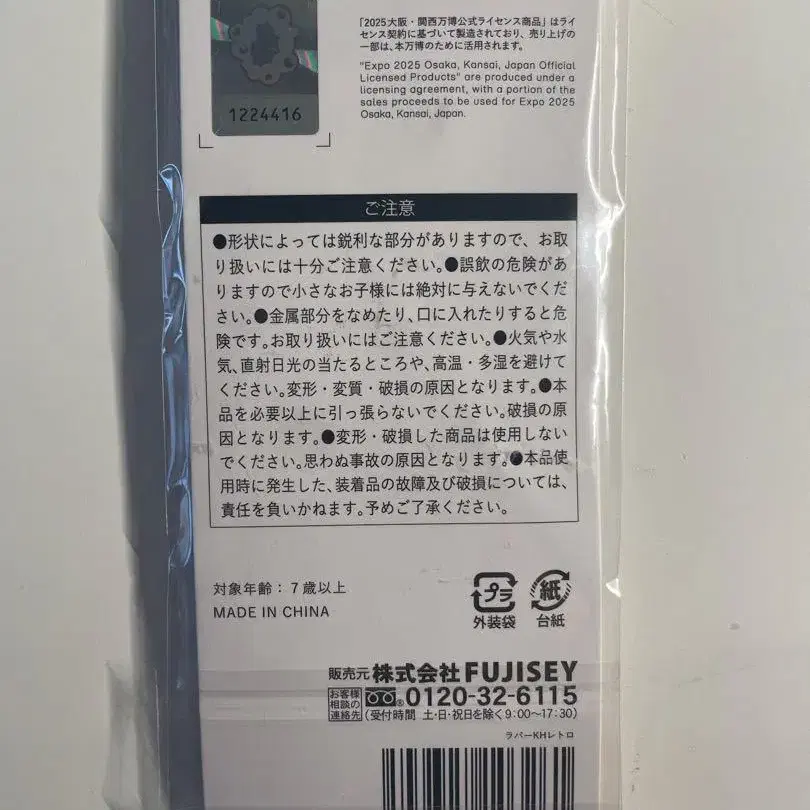 「2025大阪・関西万博公式ライセンス商品」はライ
センス契約に基づいて製造されており、売り上げの
一部は、本万博のために活用されます。
"Expo 2025 Osaka, Kansai, Japan Official
Licensed Products" are produced under a
licensing agreement, with a portion of the
sales proceeds to be used for Expo 2025
Osaka, Kansai, Japan.
1224416
ご注意
●形状によっては鋭利な部分がありますので、お取
り扱いには十分ご注意ください。●誤飲の危険があ
りますので小さなお子様には絶対に与えないでくだ
さい。●金属部分をなめたり、口に入れたりすると危
険です。お取り扱いにはご注意ください。●火気や水
気、直射日光の当たるところや、高温・多湿を避けて
ください。変形・変質・破損の原因となります。●本
品を必要以上に引っ張らないでください。破損の原
因となります。●変形・破損した商品は使用しない
でください。思わぬ事故の原因となります。●本品使
用時に発生した、装着品の故障及び破損については、
責任を負いかねます。予めご了承ください。
対象年齢：7歳以上
MADE IN CHINA
プラ
外装袋
紙
台紙
販売元 株式会社FUJISEY
お客様
相談の
連絡先
0120-32-6115
(受付時間 土・日・祝日を除く9:00〜17:30)
ラバーKHレトロ